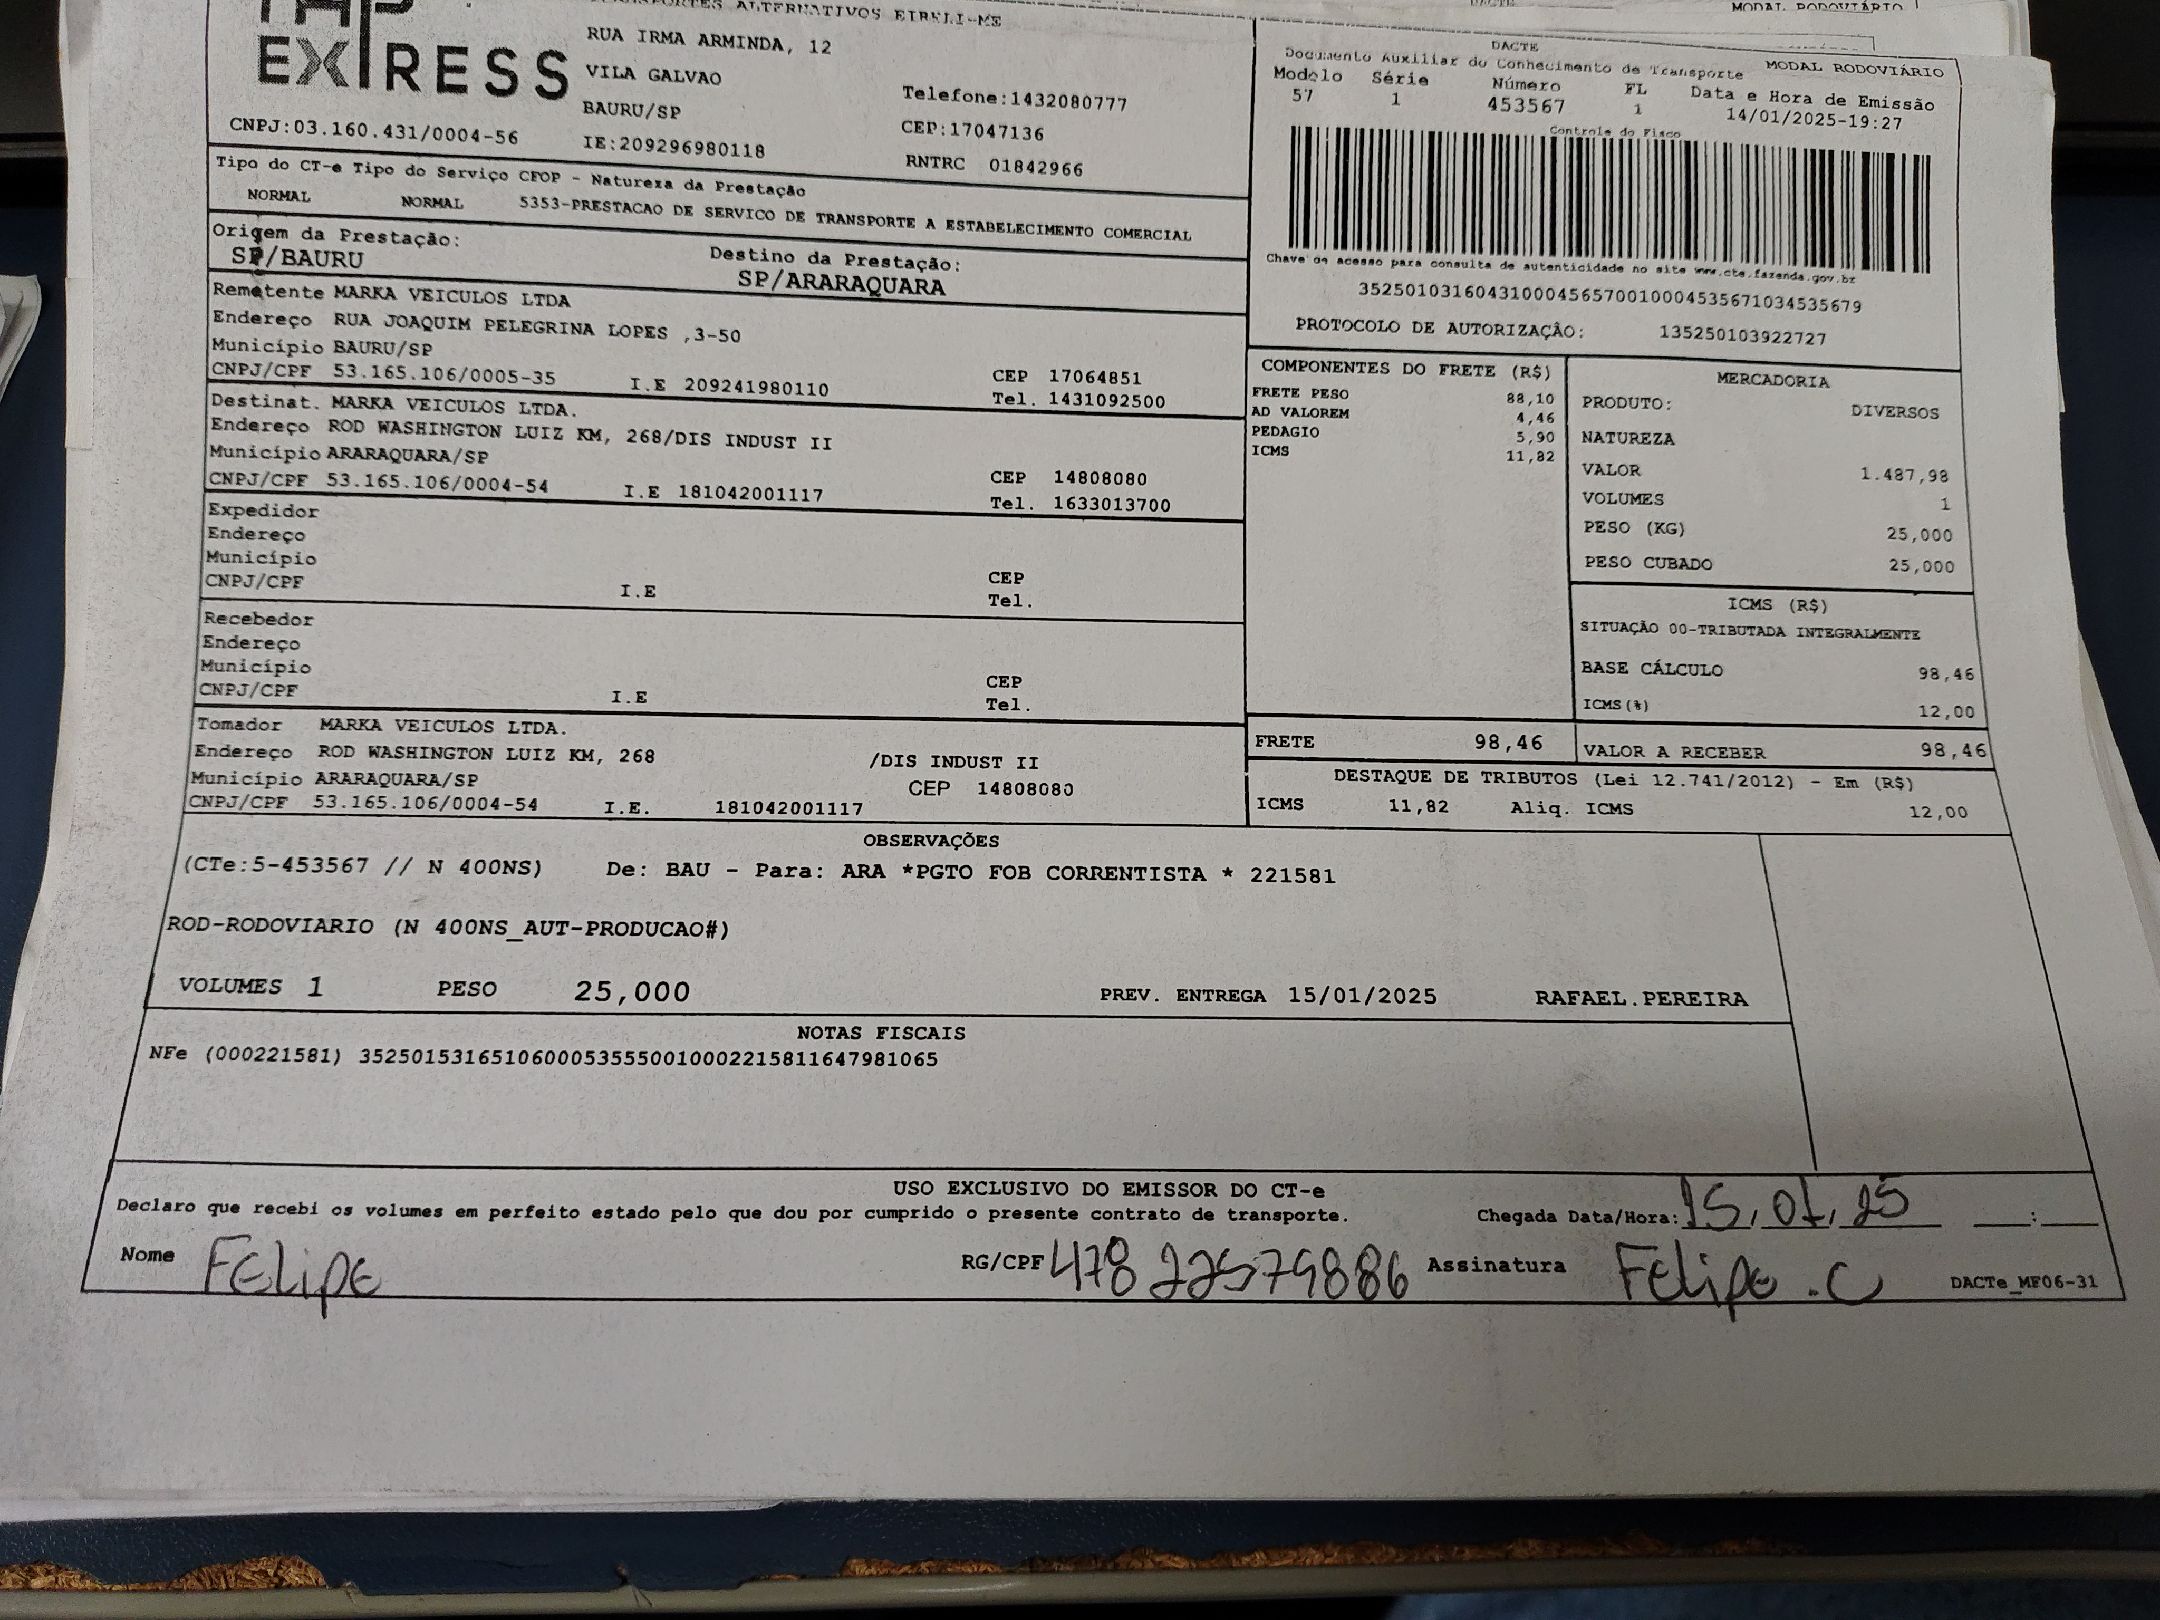 EXPRESS
ALTERNATIVOS EIRELI-ME
MODAL RODOVIÁRIO
RUA IRMA ARMINDA, 12
VILA GALVAO
BAURU/SP
Telefone:1432080777
CEP:17047136
CNPJ:03.160.431/0004-56
IE:209296980118
RNTRC 01842966
DACTE
Documento Auxiliar do Conhecimento de Transporte MODAL RODOVIÁRIO
Modelo Série Número FL Data e Hora de Emissão
57 1 453567 1 14/01/2025-19:27
Controle do Fisco
Chave de acesso para consulta de autenticidade no site www.cte.fazenda.gov.br
35250103160431000456570010004535671034535679
PROTOCOLO DE AUTORIZAÇÃO: 135250103922727
Tipo do CT-e Tipo do Serviço CFOP - Natureza da Prestação
NORMAL NORMAL 5353-PRESTACAO DE SERVICO DE TRANSPORTE A ESTABELECIMENTO COMERCIAL
Origem da Prestação: Destino da Prestação:
SP/BAURU SP/ARARAQUARA
Remetente MARKA VEICULOS LTDA
Endereço RUA JOAQUIM PELEGRINA LOPES ,3-50
Município BAURU/SP CEP 17064851
CNPJ/CPF 53.165.106/0005-35 I.E 209241980110 Tel. 1431092500
Destinat. MARKA VEICULOS LTDA.
Endereço ROD WASHINGTON LUIZ KM, 268/DIS INDUST II
Município ARARAQUARA/SP CEP 14808080
CNPJ/CPF 53.165.106/0004-54 I.E 181042001117 Tel. 1633013700
Expedidor
Endereço
Município CEP
CNPJ/CPF I.E Tel.
Recebedor
Endereço
Município CEP
CNPJ/CPF I.E Tel.
Tomador MARKA VEICULOS LTDA.
Endereço ROD WASHINGTON LUIZ KM, 268 /DIS INDUST II
Município ARARAQUARA/SP CEP 14808080
CNPJ/CPF 53.165.106/0004-54 I.E. 181042001117
COMPONENTES DO FRETE (R$)
FRETE PESO 88,10
AD VALOREM 4,46
PEDAGIO 5,90
ICMS 11,82
FRETE 98,46
MERCADORIA
PRODUTO: DIVERSOS
NATUREZA
VALOR 1.487,98
VOLUMES 1
PESO (KG) 25,000
PESO CUBADO 25,000
ICMS (R$)
SITUAÇÃO 00-TRIBUTADA INTEGRALMENTE
BASE CÁLCULO 98,46
ICMS(%) 12,00
VALOR A RECEBER 98,46
DESTAQUE DE TRIBUTOS (Lei 12.741/2012) - Em (R$)
ICMS 11,82 Aliq. ICMS 12,00
OBSERVAÇÕES
(CTe:5-453567 // N 400NS) De: BAU - Para: ARA *PGTO FOB CORRENTISTA * 221581
ROD-RODOVIARIO (N 400NS_AUT-PRODUCAO#)
VOLUMES 1 PESO 25,000 PREV. ENTREGA 15/01/2025 RAFAEL.PEREIRA
NOTAS FISCAIS
NFe (000221581) 35250153165106000535550010002215811647981065
USO EXCLUSIVO DO EMISSOR DO CT-e
Declaro que recebi os volumes em perfeito estado pelo que dou por cumprido o presente contrato de transporte. Chegada Data/Hora: 15,01,25 __:__
Nome Felipe RG/CPF 47822579886 Assinatura Felipe.C DACTe_MF06-31